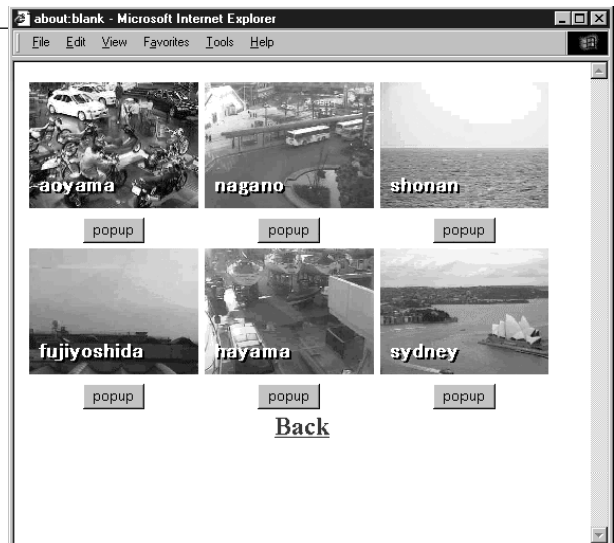 about:blank - Microsoft Internet Explorer
File Edit View Favorites Tools Help
aoyama nagano shonan
popup popup popup
fujiyoshida hayama sydney
popup popup popup
Back